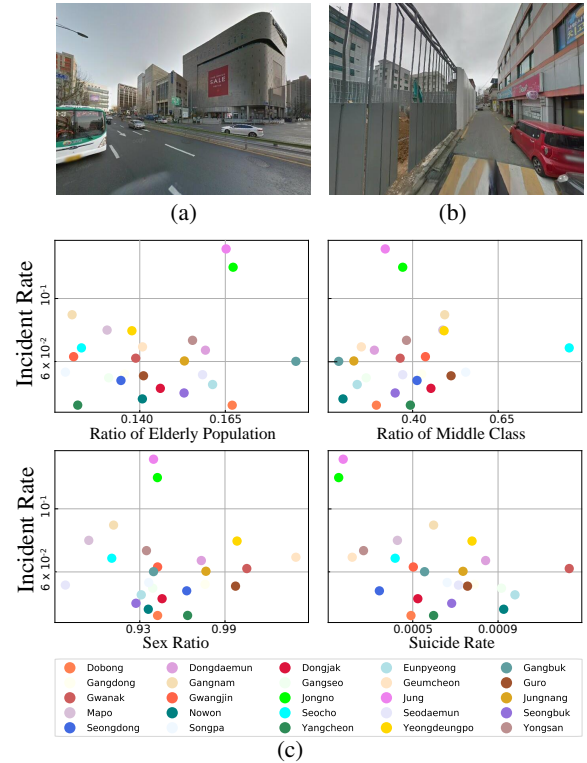 SALE
(a)
(b)
Incident Rate
10⁻¹
6 × 10⁻²
0.140
0.165
Ratio of Elderly Population
0.40
0.65
Ratio of Middle Class
Incident Rate
10⁻¹
6 × 10⁻²
0.93
0.99
Sex Ratio
0.0005
0.0009
Suicide Rate
Dobong Dongdaemun Dongjak Eunpyeong Gangbuk
Gangdong Gangnam Gangseo Geumcheon Guro
Gwanak Gwangjin Jongno Jung Jungnang
Mapo Nowon Seocho Seodaemun Seongbuk
Seongdong Songpa Yangcheon Yeongdeungpo Yongsan
(c)